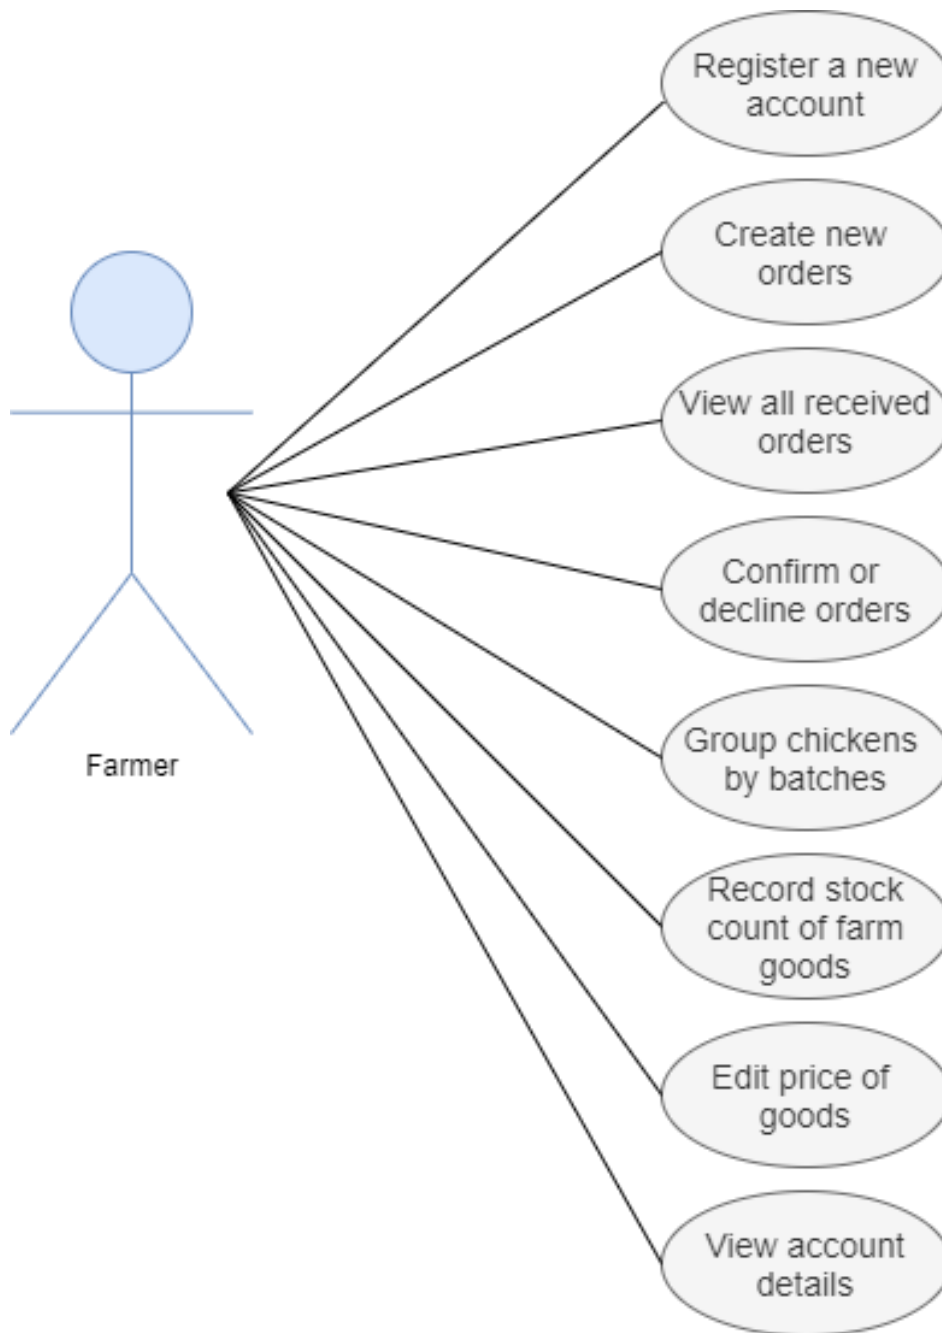 Register a new
account
Create new
orders
View all received
orders
Confirm or
decline orders
Group chickens
by batches
Record stock
count of farm
goods
Edit price of
goods
View account
details
Farmer